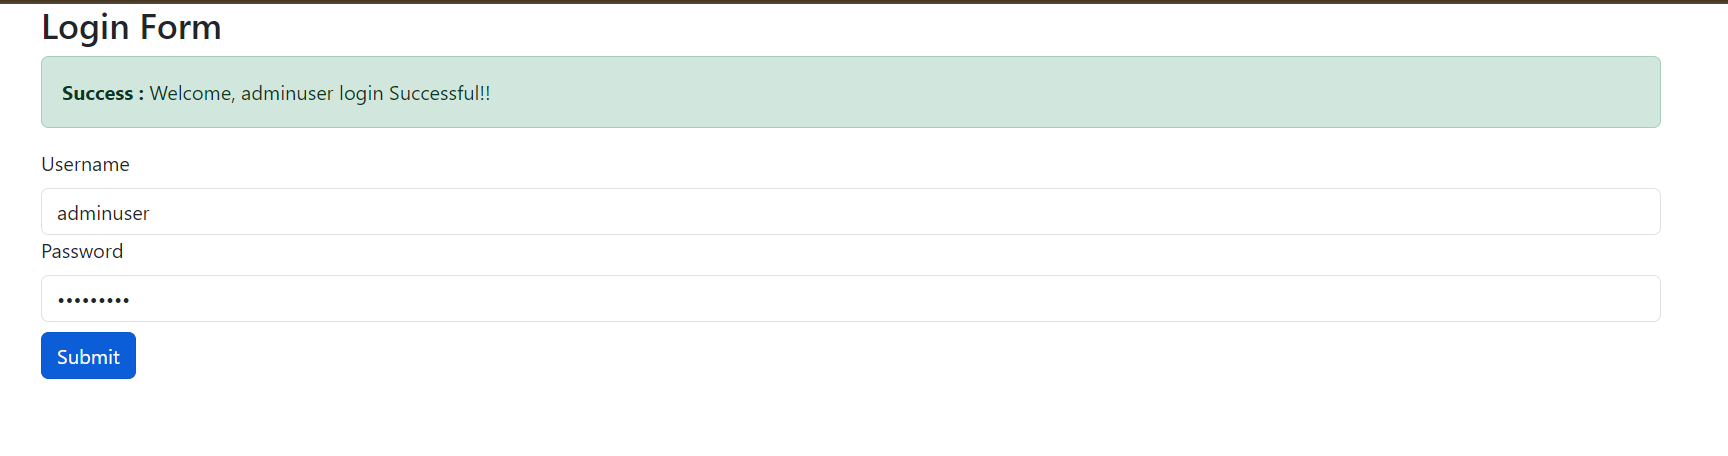 Login Form
Success : Welcome, adminuser login Successful!!
Username
adminuser
Password
•••••••••
Submit